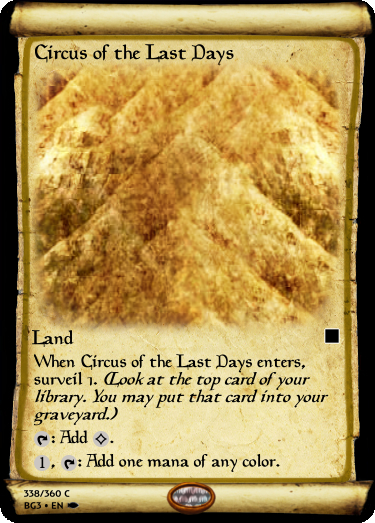 Circus of the Last Days
Land
When Circus of the Last Days enters,
surveil 1. (Look at the top card of your
library. You may put that card into your
graveyard.)
: Add .
1, : Add one mana of any color.
338/360 C
BG3 • EN